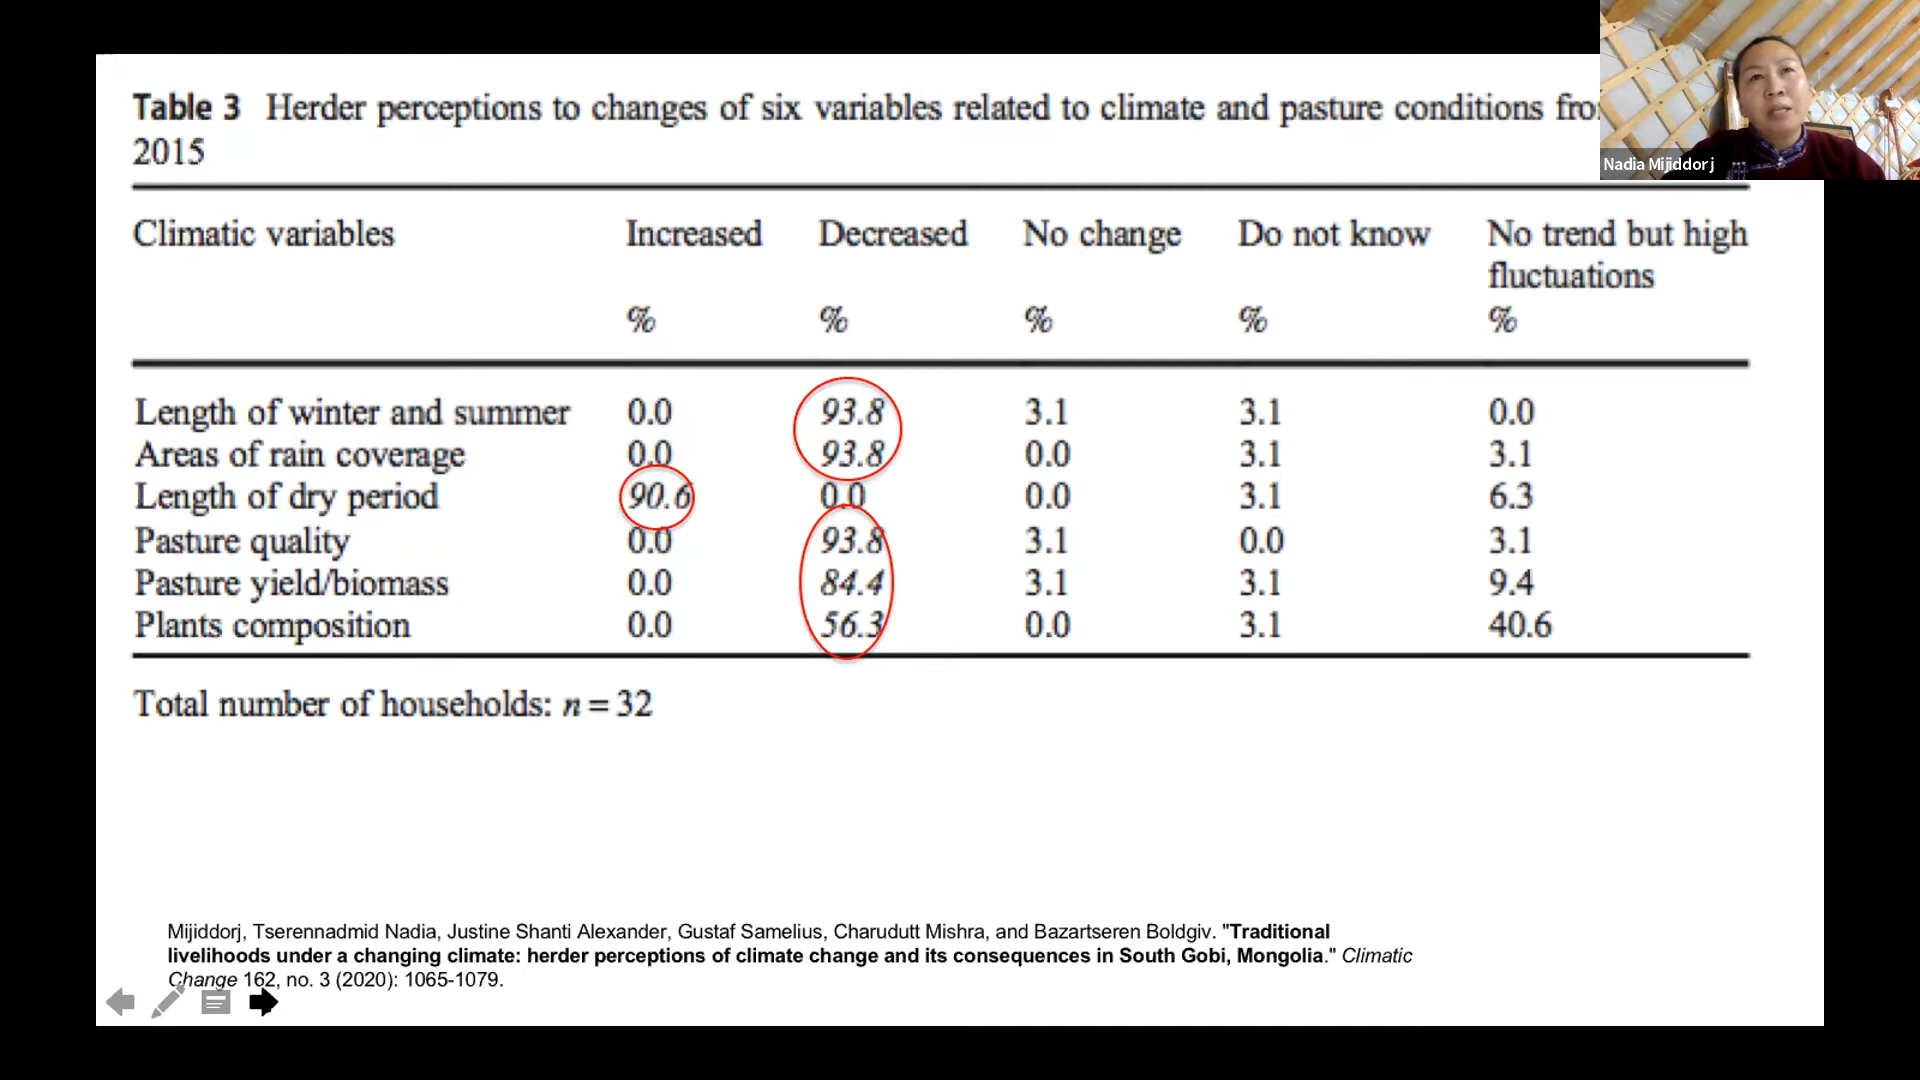 Table 3 Herder perceptions to changes of six variables related to climate and pasture conditions
2015
Nadia Mijiddorj
Climatic variables Increased Decreased No change Do not know No trend but high
fluctuations
% % % % %
Length of winter and summer 0.0 93.8 3.1 3.1 0.0
Areas of rain coverage 0.0 93.8 0.0 3.1 3.1
Length of dry period 90.6 0.0 0.0 3.1 6.3
Pasture quality 0.0 93.8 3.1 0.0 3.1
Pasture yield/biomass 0.0 84.4 3.1 3.1 9.4
Plants composition 0.0 56.3 0.0 3.1 40.6
Total number of households: n = 32
Mijiddorj, Tserennadmid Nadia, Justine Shanti Alexander, Gustaf Samelius, Charudutt Mishra, and Bazartseren Boldgiv. "Traditional
livelihoods under a changing climate: herder perceptions of climate change and its consequences in South Gobi, Mongolia." Climatic
Change 162, no. 3 (2020): 1065-1079.